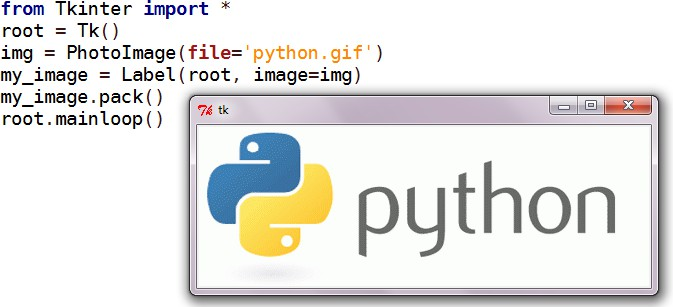 from Tkinter import *
root = Tk()
img = PhotoImage(file='python.gif')
my_image = Label(root, image=img)
my_image.pack()
root.mainloop()
tk
python